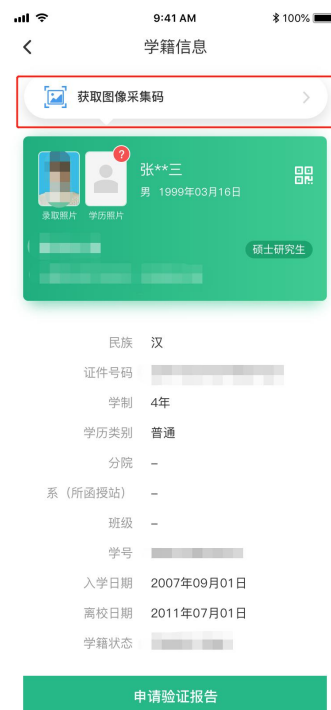 9:41 AM 100%
学籍信息
获取图像采集码
?
张**三
男 1999年03月16日
录取照片 学历照片
硕士研究生
民族 汉
证件号码
学制 4年
学历类别 普通
分院 –
系（所函授站） –
班级 –
学号
入学日期 2007年09月01日
离校日期 2011年07月01日
学籍状态
申请验证报告